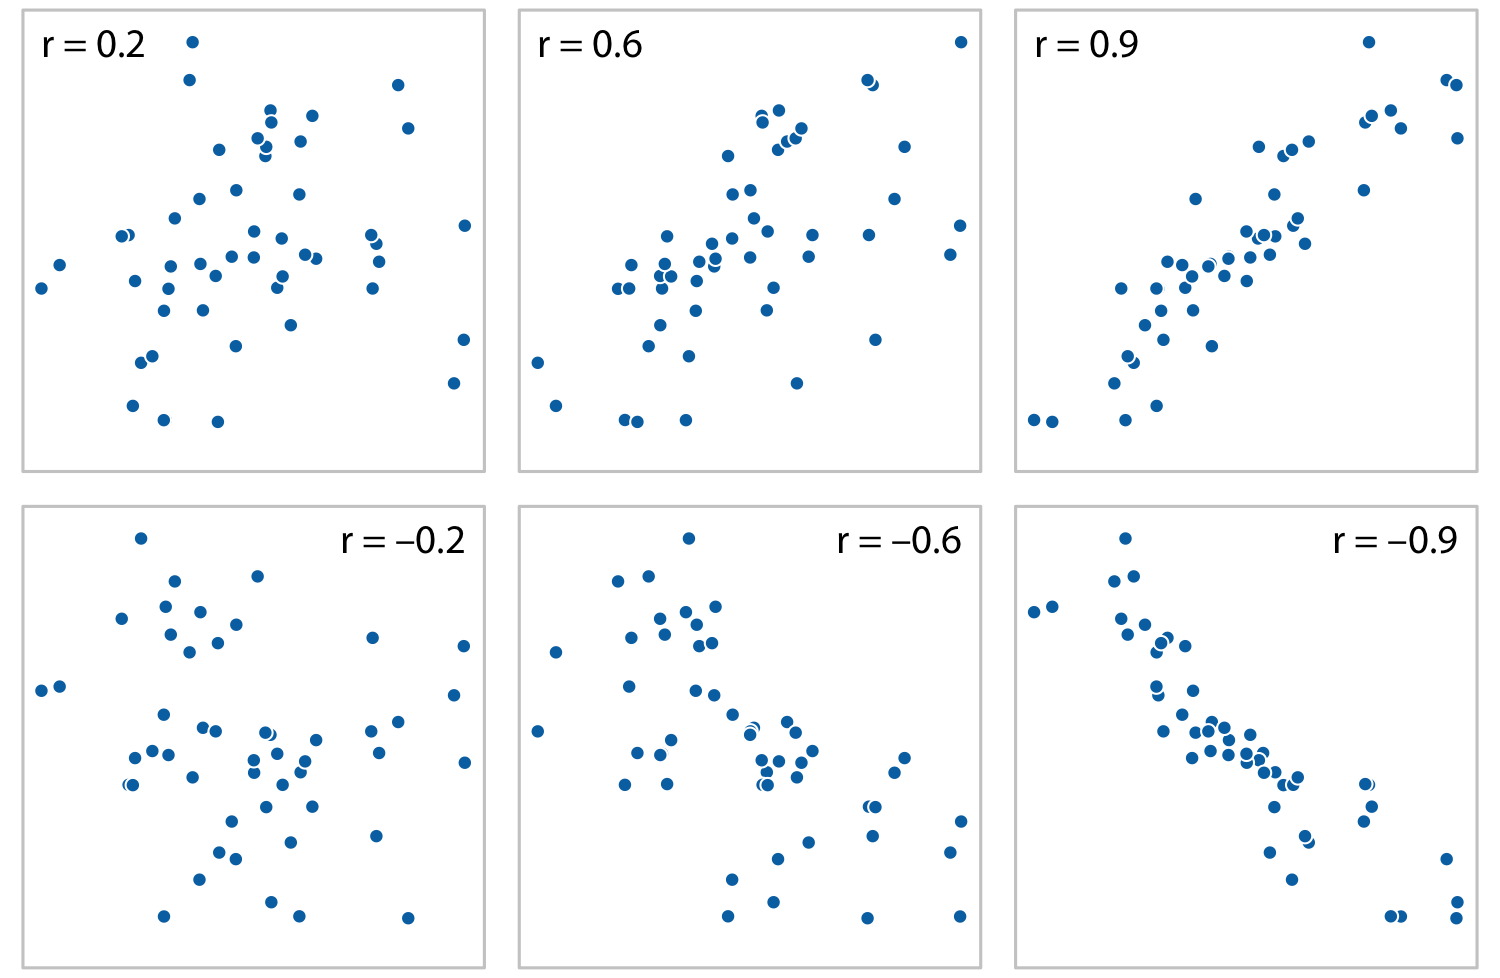 r = 0.2
r = 0.6
r = 0.9
r = –0.2
r = –0.6
r = –0.9